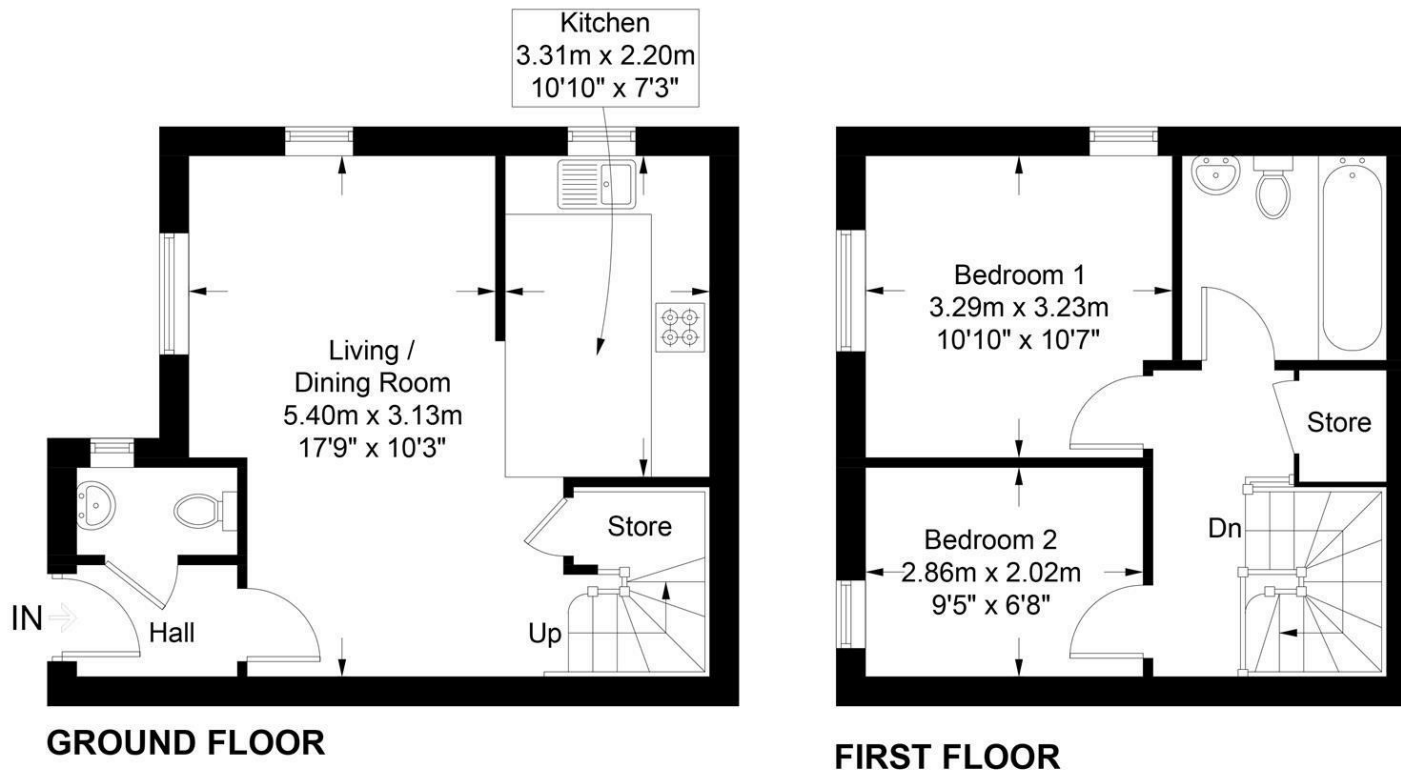 Kitchen
3.31m x 2.20m
10'10" x 7'3"
Living /
Dining Room
5.40m x 3.13m
17'9" x 10'3"
Store
Up
IN
Hall
GROUND FLOOR
Bedroom 1
3.29m x 3.23m
10'10" x 10'7"
Store
Dn
Bedroom 2
2.86m x 2.02m
9'5" x 6'8"
FIRST FLOOR